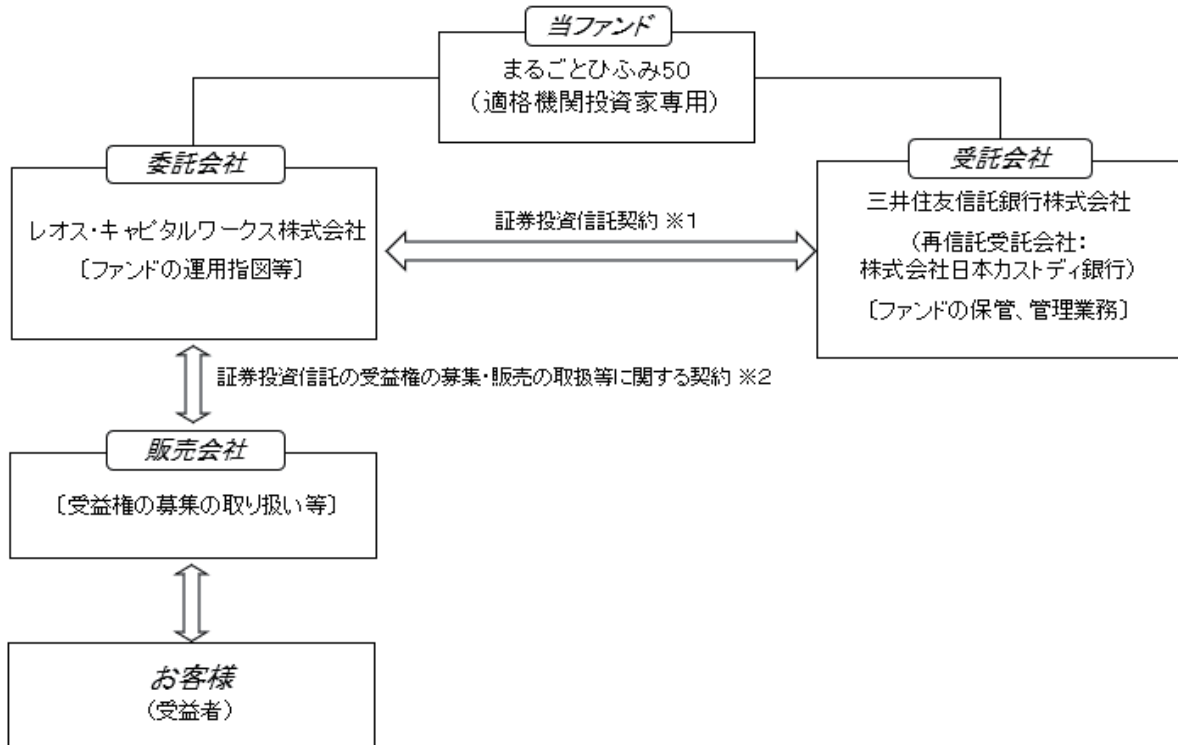 当ファンド
まるごとひふみ50
（適格機関投資家専用）
委託会社
レオス・キャピタルワークス株式会社
〔ファンドの運用指図等〕
証券投資信託契約 ※1
受託会社
三井住友信託銀行株式会社
（再信託受託会社：
株式会社日本カストディ銀行）
〔ファンドの保管、管理業務〕
証券投資信託の受益権の募集・販売の取扱等に関する契約 ※2
販売会社
〔受益権の募集の取り扱い等〕
お客様
（受益者）